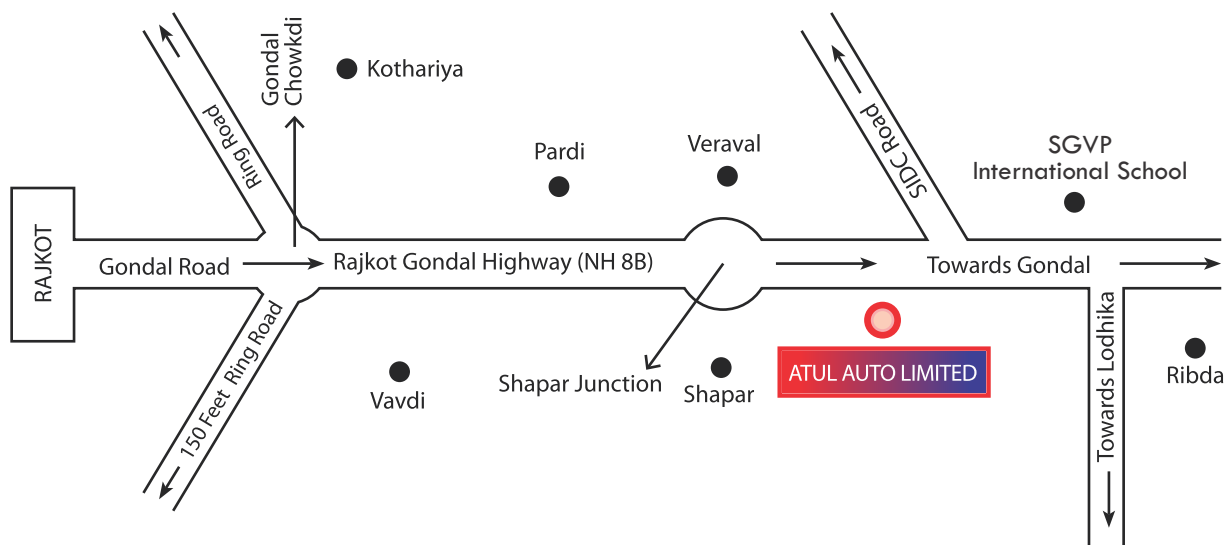 Gondal
Chowkdi
Kothariya
Ring Road
Pardi
Veraval
SIDC Road
SGVP
International School
RAJKOT
Gondal Road
Rajkot Gondal Highway (NH 8B)
Towards Gondal
150 Feet Ring Road
Vavdi
Shapar Junction
Shapar
ATUL AUTO LIMITED
Towards Lodhika
Ribda